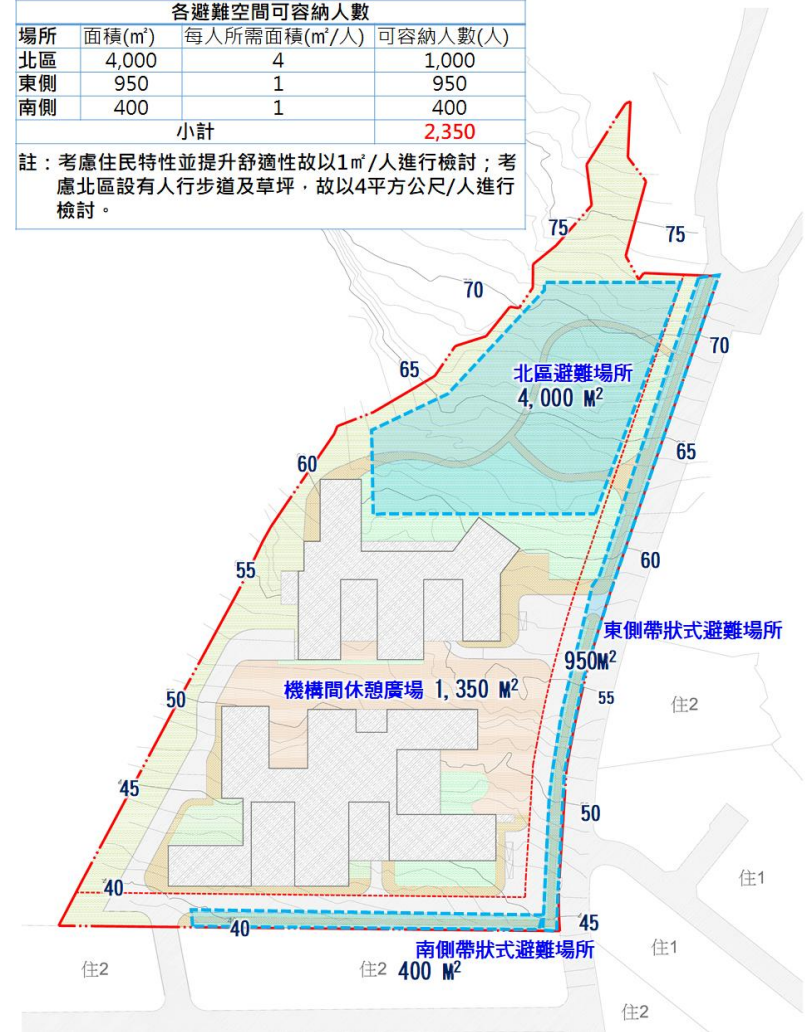 各避難空間可容納人數
場所 面積(㎡) 每人所需面積(㎡/人) 可容納人數(人)
北區 4,000 4 1,000
東側 950 1 950
南側 400 1 400
小計 2,350
註：考慮住民特性並提升舒適性故以1㎡/人進行檢討；考
慮北區設有人行步道及草坪，故以4平方公尺/人進行
檢討。
75
75
70
70
65
北區避難場所
4,000 M²
65
60
60
55
東側帶狀式避難場所
950M²
機構間休憩廣場 1,350 M²
55
50
住2
45
50
住1
40
40
45
南側帶狀式避難場所
住1
住2
住2
400 M²
住2